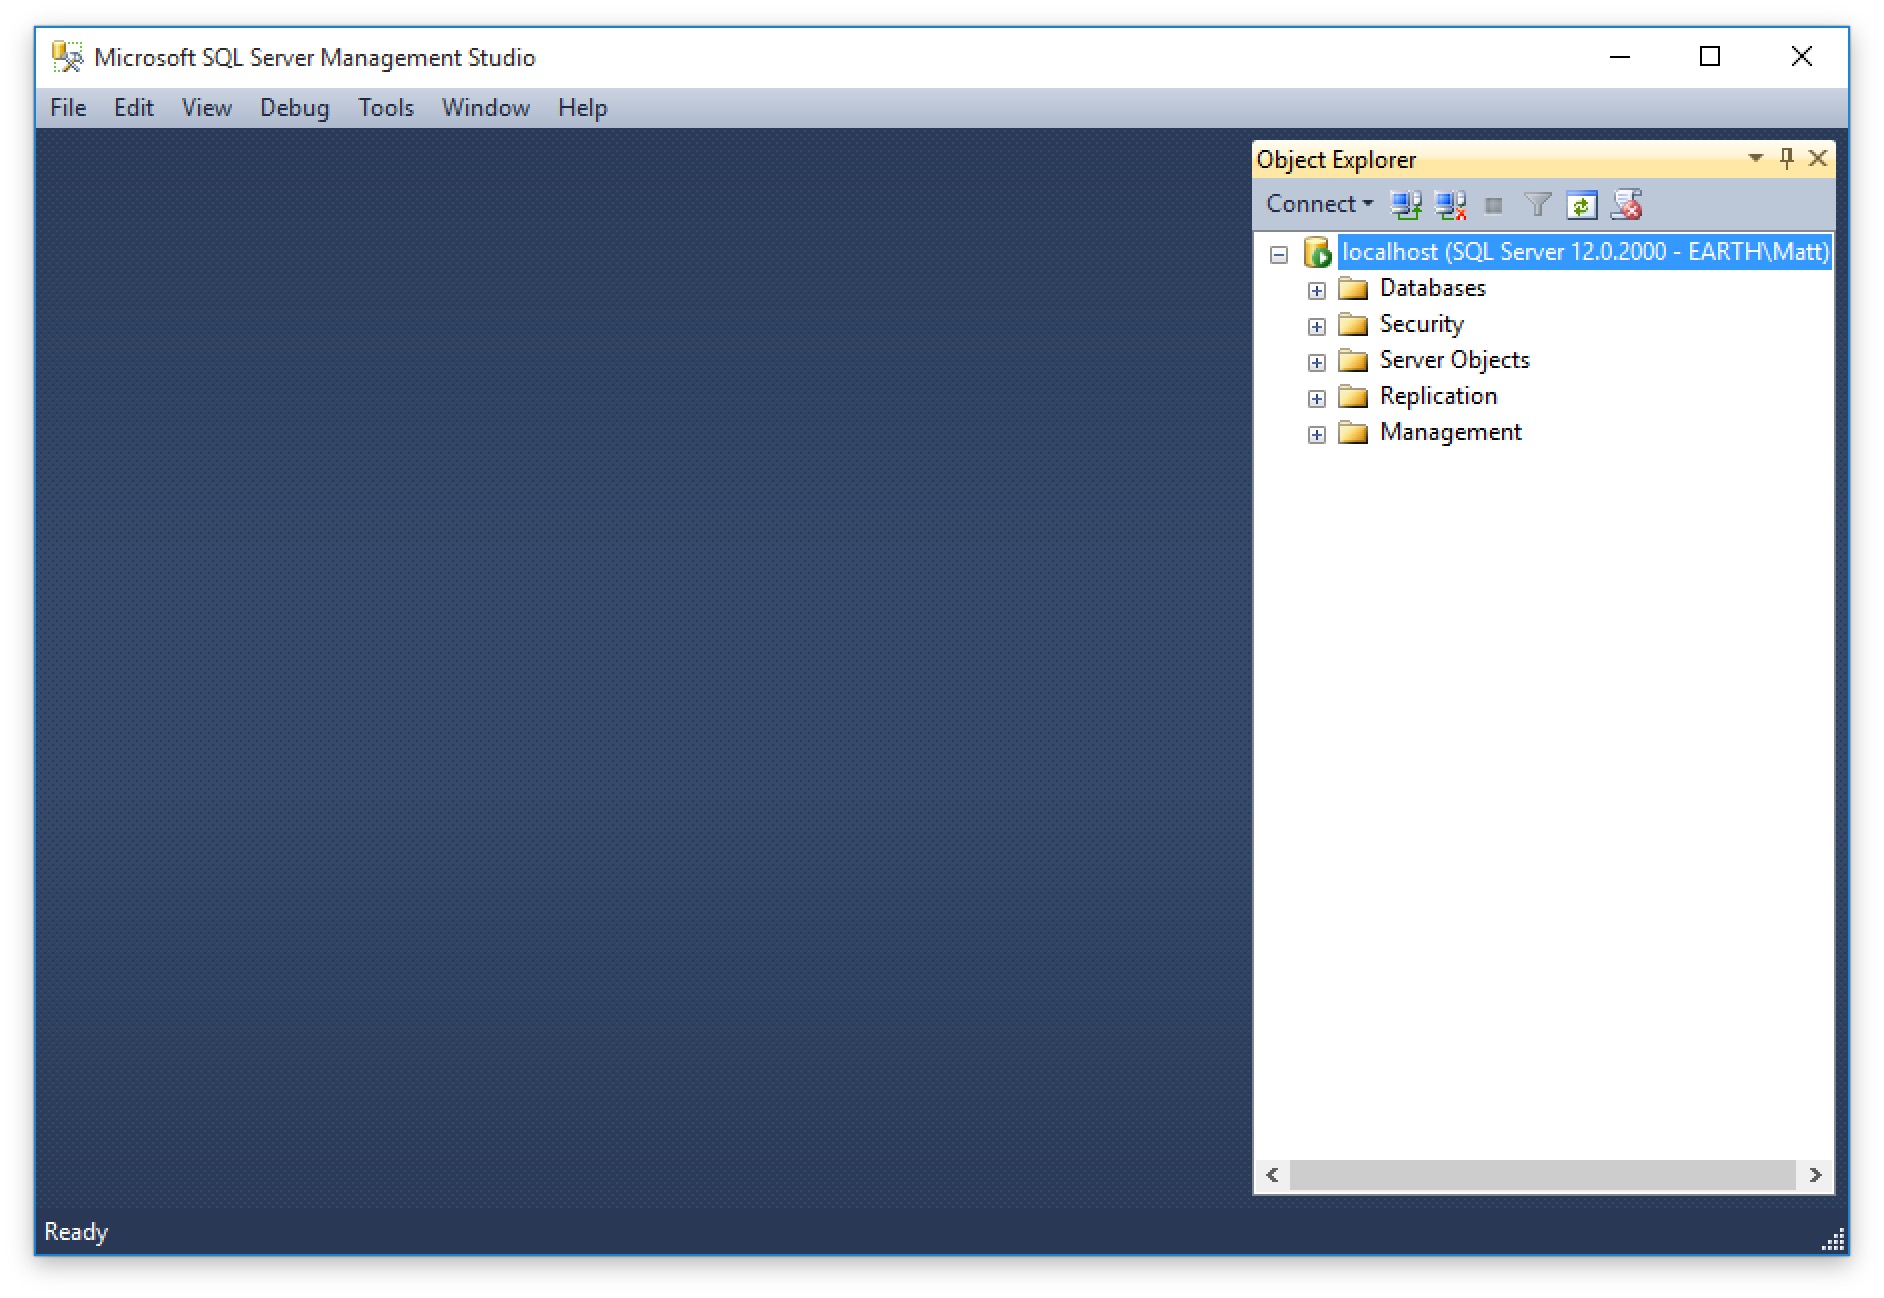 Microsoft SQL Server Management Studio
File Edit View Debug Tools Window Help
Object Explorer
Connect
localhost (SQL Server 12.0.2000 - EARTH\Matt)
Databases
Security
Server Objects
Replication
Management
Ready